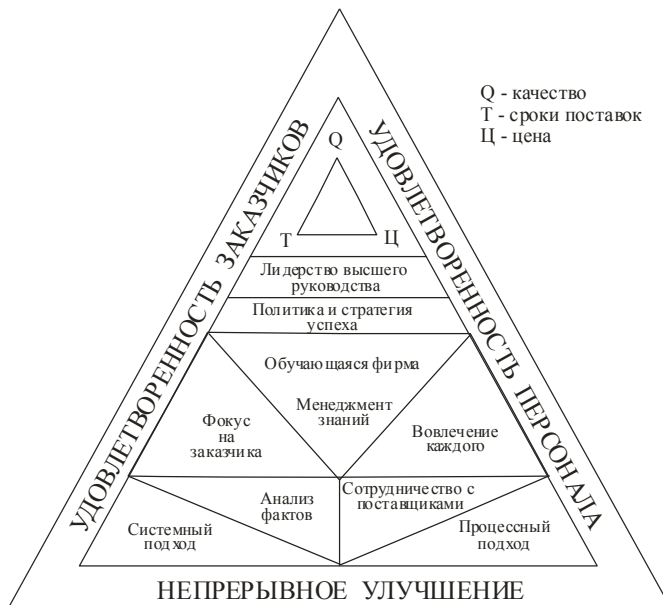 Q - качество
Т - сроки поставок
Ц - цена
УДОВЛЕТВОРЕННОСТЬ ЗАКАЗЧИКОВ
УДОВЛЕТВОРЕННОСТЬ ПЕРСОНАЛА
Q
Т
Ц
Лидерство высшего
руководства
Политика и стратегия
успеха
Обучающаяся фирма
Менеджмент
знаний
Фокус
на
заказчика
Вовлечение
каждого
Анализ
фактов
Сотрудничество с
поставщиками
Системный
подход
Процессный
подход
НЕПРЕРЫВНОЕ УЛУЧШЕНИЕ